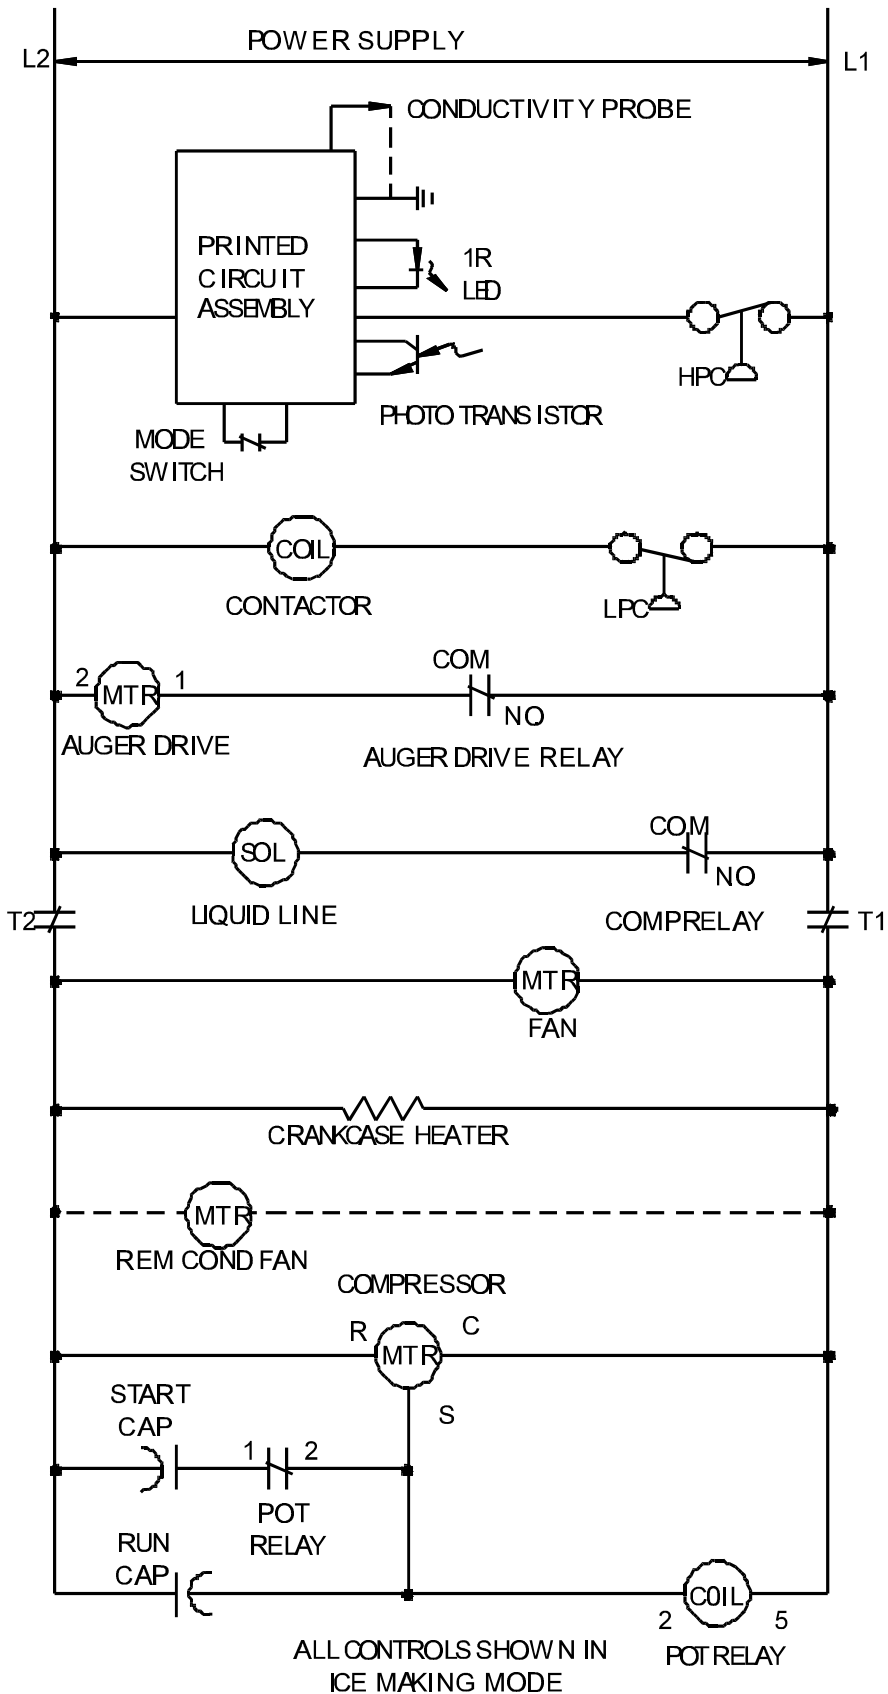 POWER SUPPLY
L2
L1
CONDUCTIVITY PROBE
PRINTED
CIRCUIT
ASSEMBLY
1R
LED
HPC
PHOTO TRANSISTOR
MODE
SWITCH
COIL
CONTACTOR
LPC
2
MTR
1
COM
NO
AUGER DRIVE
AUGER DRIVE RELAY
SOL
COM
NO
LIQUID LINE
COMP RELAY
T2
T1
MTR
FAN
CRANKCASE HEATER
MTR
REM COND FAN
COMPRESSOR
R
MTR
C
S
START
CAP
1
2
POT
RELAY
RUN
CAP
COIL
2
5
POT RELAY
ALL CONTROLS SHOWN IN
ICE MAKING MODE